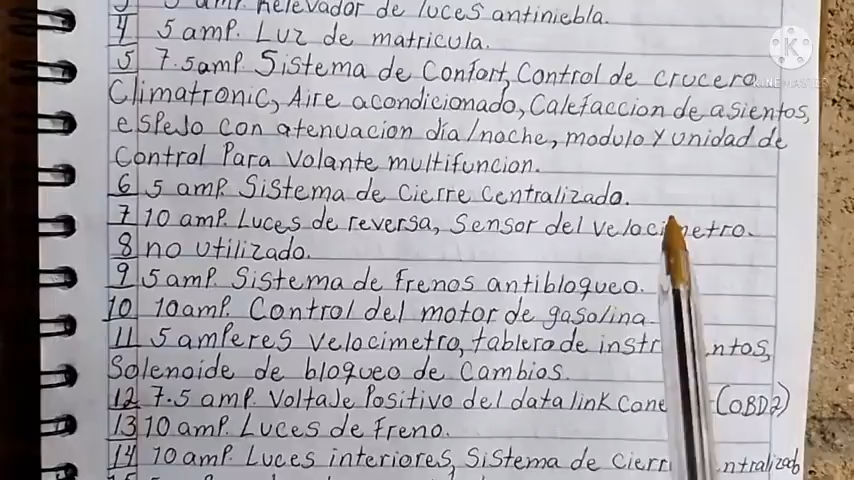 3 5 amp. Relevador de luces antiniebla.
4 5 amp. Luz de matricula.
5 7.5 amp. Sistema de Confort, Control de crucero
Climatronic, Aire acondicionado, Calefaccion de asientos,
espejo con atenuacion dia/noche, modulo y unidad de
Control Para Volante multifuncion.
6 5 amp. Sistema de Cierre Centralizado.
7 10 amp. Luces de reversa, Sensor del velocimetro.
8 no utilizado.
9 5 amp. Sistema de Frenos antibloqueo.
10 10 amp. Control del motor de gasolina
11 5 amperes velocimetro, tablero de instr ntos,
Solenoide de bloqueo de Cambios.
12 7.5 amp. Voltaje Positivo del data link Cone (OBD2)
13 10 amp. Luces de Freno.
14 10 amp. Luces interiores, Sistema de Cierr ntralizado
K
KINEMASTER